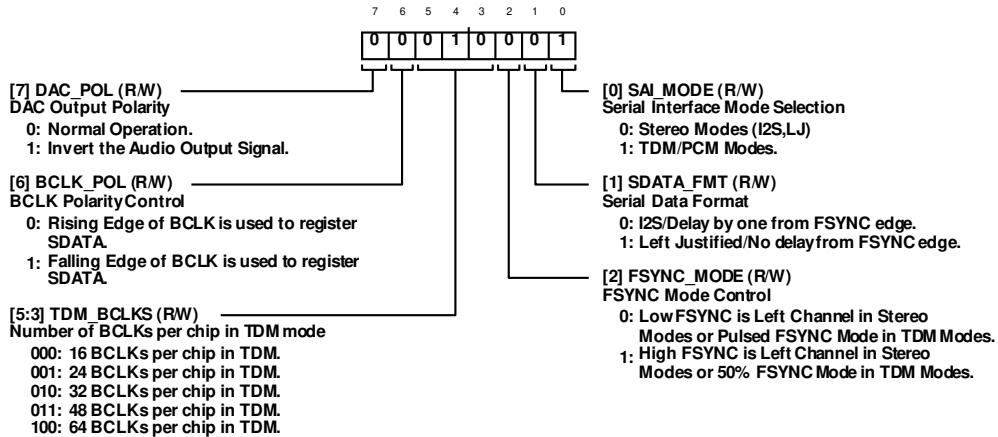 7 6 5 4 3 2 1 0
0 0 0 1 0 0 0 1
[7] DAC_POL (R/W)
DAC Output Polarity
0: Normal Operation.
1: Invert the Audio Output Signal.
[6] BCLK_POL (R/W)
BCLK Polarity Control
0: Rising Edge of BCLK is used to register
SDATA.
1: Falling Edge of BCLK is used to register
SDATA.
[5:3] TDM_BCLKS (R/W)
Number of BCLKs per chip in TDM mode
000: 16 BCLKs per chip in TDM.
001: 24 BCLKs per chip in TDM.
010: 32 BCLKs per chip in TDM.
011: 48 BCLKs per chip in TDM.
100: 64 BCLKs per chip in TDM.
[0] SAI_MODE (R/W)
Serial Interface Mode Selection
0: Stereo Modes (I2S,LJ)
1: TDM/PCM Modes.
[1] SDATA_FMT (R/W)
Serial Data Format
0: I2S/Delay by one from FSYNC edge.
1: Left Justified/No delay from FSYNC edge.
[2] FSYNC_MODE (R/W)
FSYNC Mode Control
0: Low FSYNC is Left Channel in Stereo
Modes or Pulsed FSYNC Mode in TDM Modes.
1: High FSYNC is Left Channel in Stereo
Modes or 50% FSYNC Mode in TDM Modes.